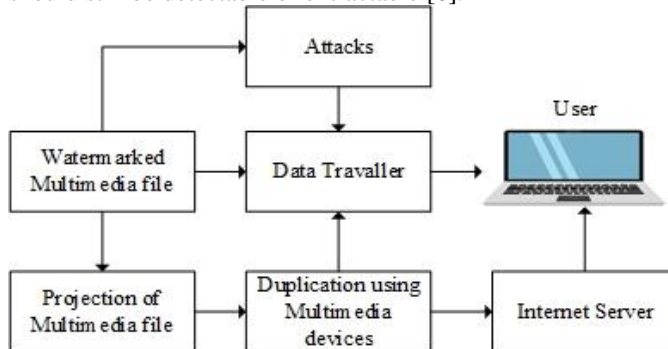 Attacks
User
Watermarked
Multimedia file
Data Travaller
Projection of
Multimedia file
Duplication using
Multimedia
devices
Internet Server